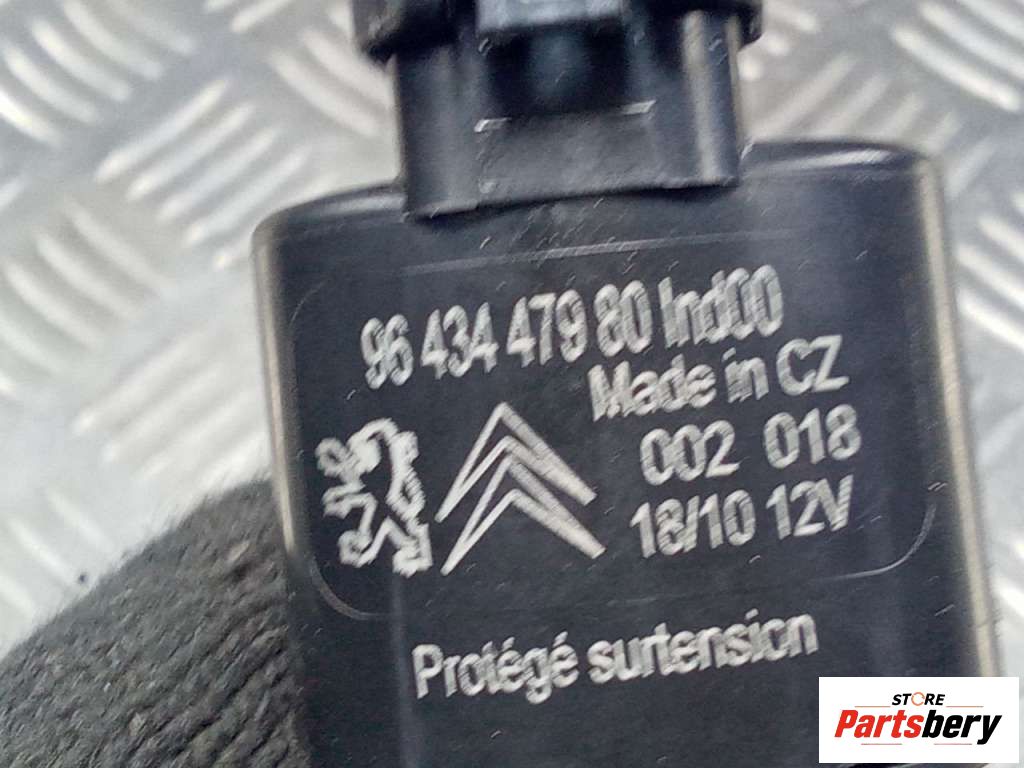 96 434 479 80 Ind00
Made in CZ
002 018
18/10 12V
Protégé surtension
STORE
Partsbery